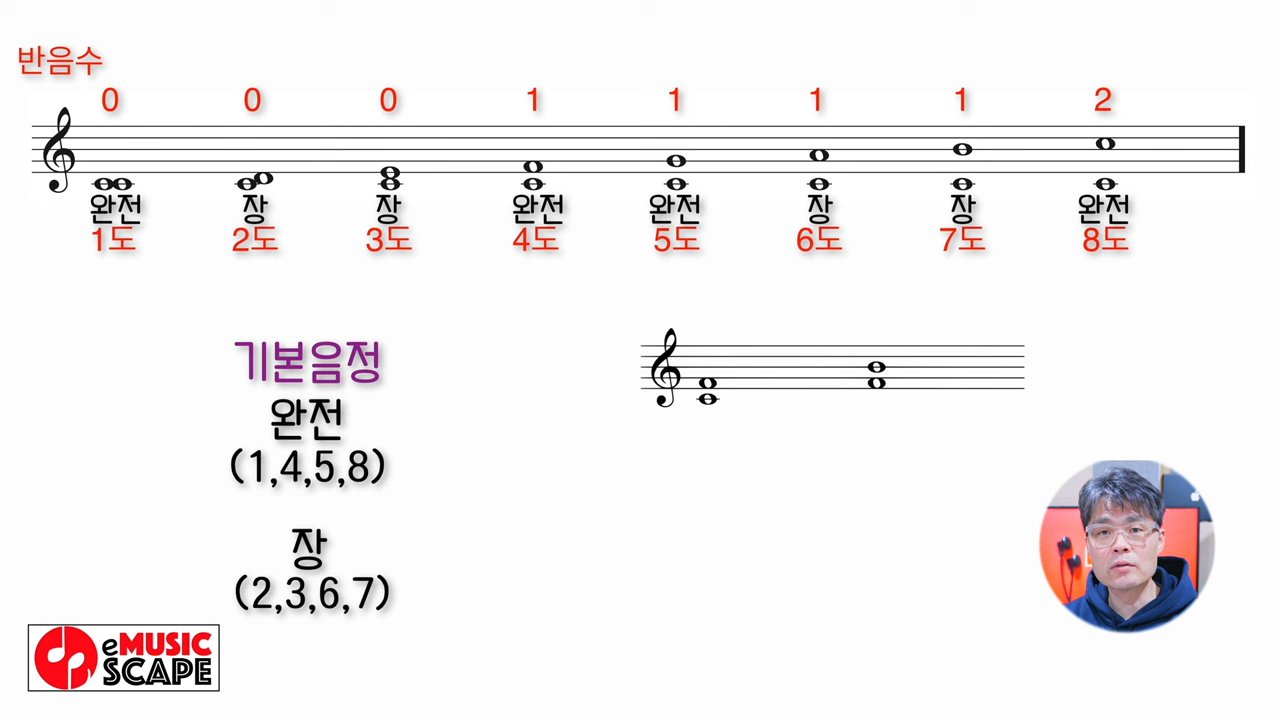 반음수
0 0 0 1 1 1 1 2
완전 장 장 완전 완전 장 장 완전
1도 2도 3도 4도 5도 6도 7도 8도
기본음정
완전
(1,4,5,8)
장
(2,3,6,7)
eMUSIC
SCAPE